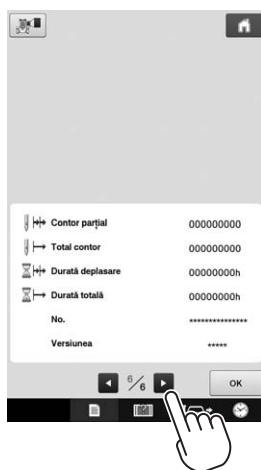 Contor parțial 000000000
Total contor 000000000
Durată deplasare 00000000h
Durată totală 00000000h
No. ***************
Versiunea *****
6/6 OK